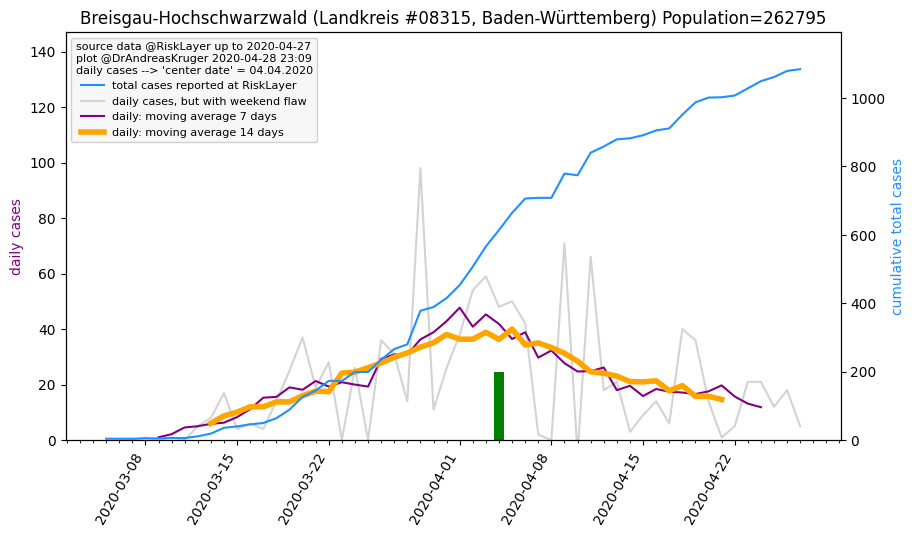 Breisgau-Hochschwarzwald (Landkreis #08315, Baden-Württemberg) Population=262795
source data @RiskLayer up to 2020-04-27
plot @DrAndreasKruger 2020-04-28 23:09
daily cases --> 'center date' = 04.04.2020
total cases reported at RiskLayer
daily cases, but with weekend flaw
daily: moving average 7 days
daily: moving average 14 days
daily cases
140
120
100
80
60
40
20
0
1000
800
600
400
200
0
cumulative total cases
2020-03-08
2020-03-15
2020-03-22
2020-04-01
2020-04-08
2020-04-15
2020-04-22